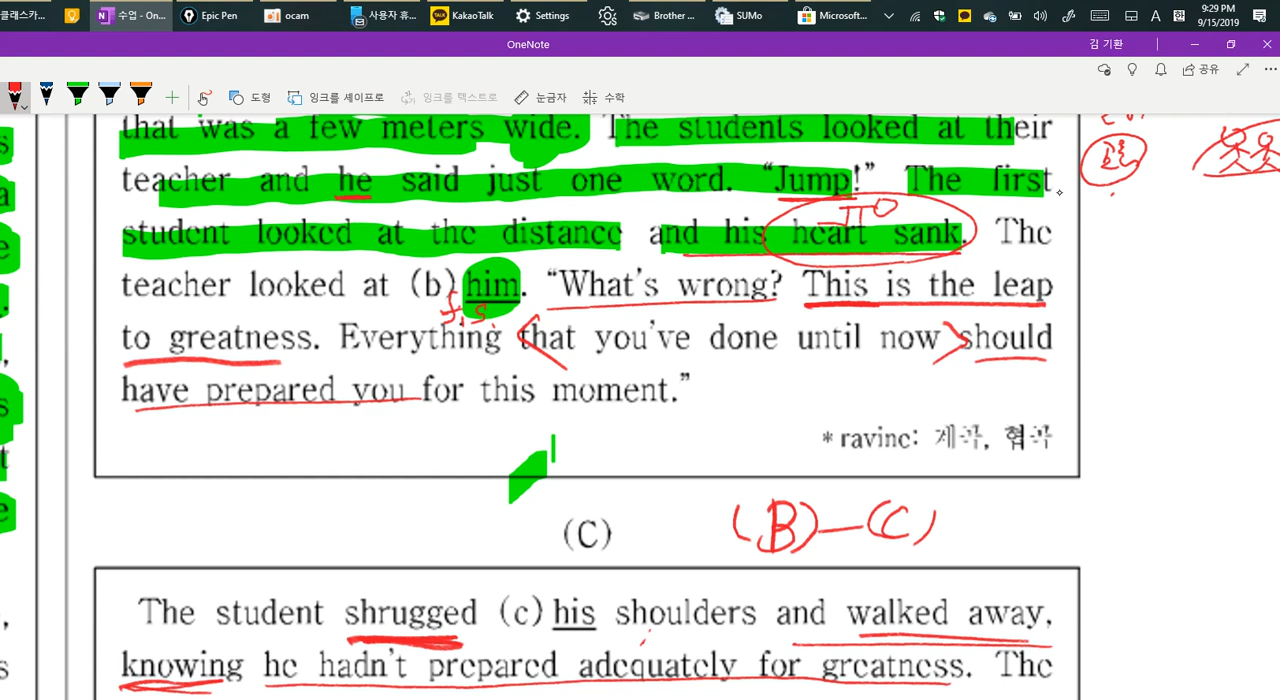 클래스카...
수업 - On...
Epic Pen
ocam
사용자 휴...
KakaoTalk
Settings
Brother ...
SUMo
Microsoft...
A
9:29 PM
9/15/2019
OneNote
김 기환
공유
도형
잉크를 셰이프로
잉크를 텍스트로
눈금자
수학
that was a few meters wide. The students looked at their
teacher and he said just one word. “Jump!” The first
student looked at the distance and his heart sank. The
teacher looked at (b) him. “What's wrong? This is the leap
f. s.
to greatness. Everything that you've done until now should
have prepared you for this moment.”
* ravine: 계곡, 협곡
(C)
(B)—(C)
The student shrugged (c) his shoulders and walked away,
knowing he hadn't prepared adequately for greatness. The